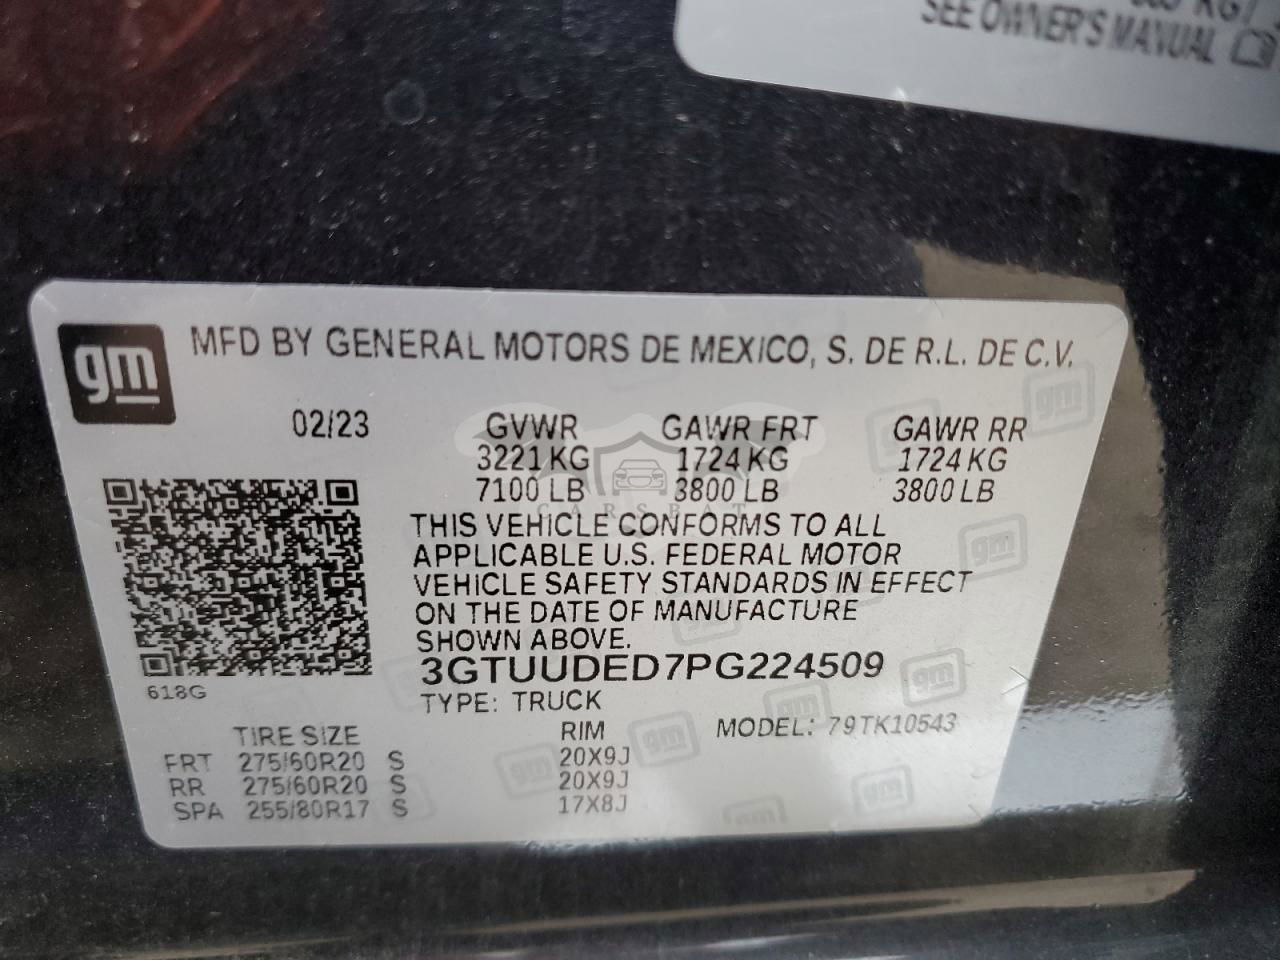 KG/
SEE OWNER'S MANUAL
gm
MFD BY GENERAL MOTORS DE MEXICO, S. DE R.L. DE C.V.
02/23 GVWR GAWR FRT GAWR RR
3221 KG 1724 KG 1724 KG
7100 LB 3800 LB 3800 LB
CARSBAT
THIS VEHICLE CONFORMS TO ALL
APPLICABLE U.S. FEDERAL MOTOR
VEHICLE SAFETY STANDARDS IN EFFECT
ON THE DATE OF MANUFACTURE
SHOWN ABOVE.
3GTUUDED7PG224509
618G
TYPE: TRUCK
TIRE SIZE RIM MODEL: 79TK10543
FRT 275/60R20 S 20X9J
RR 275/60R20 S 20X9J
SPA 255/80R17 S 17X8J